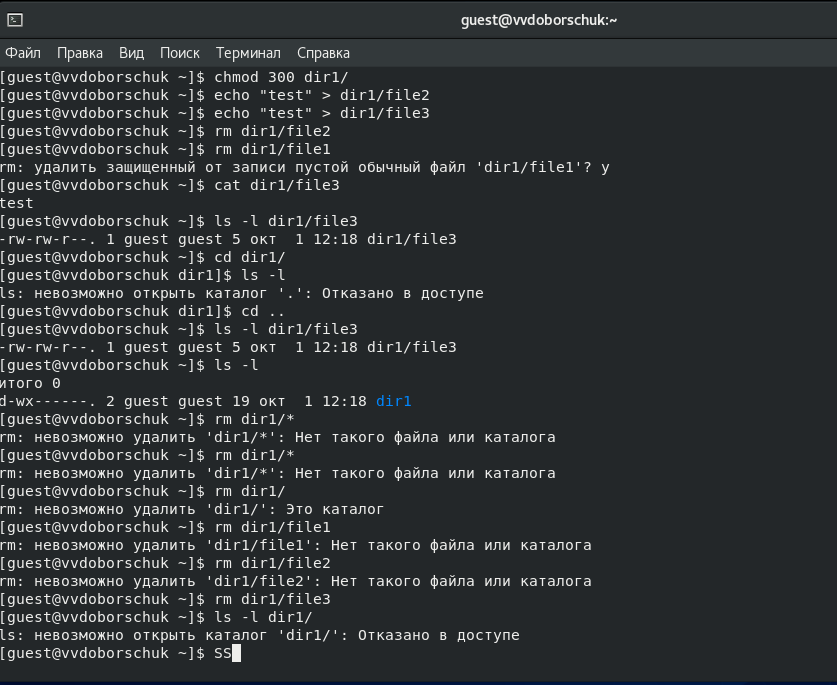 guest@vvdoborschuk:~
Файл Правка Вид Поиск Терминал Справка
[guest@vvdoborschuk ~]$ chmod 300 dir1/
[guest@vvdoborschuk ~]$ echo "test" > dir1/file2
[guest@vvdoborschuk ~]$ echo "test" > dir1/file3
[guest@vvdoborschuk ~]$ rm dir1/file2
[guest@vvdoborschuk ~]$ rm dir1/file1
rm: удалить защищенный от записи пустой обычный файл 'dir1/file1'? y
[guest@vvdoborschuk ~]$ cat dir1/file3
test
[guest@vvdoborschuk ~]$ ls -l dir1/file3
-rw-rw-r--. 1 guest guest 5 окт  1 12:18 dir1/file3
[guest@vvdoborschuk ~]$ cd dir1/
[guest@vvdoborschuk dir1]$ ls -l
ls: невозможно открыть каталог '.': Отказано в доступе
[guest@vvdoborschuk dir1]$ cd ..
[guest@vvdoborschuk ~]$ ls -l dir1/file3
-rw-rw-r--. 1 guest guest 5 окт  1 12:18 dir1/file3
[guest@vvdoborschuk ~]$ ls -l
итого 0
d-wx------. 2 guest guest 19 окт  1 12:18 dir1
[guest@vvdoborschuk ~]$ rm dir1/*
rm: невозможно удалить 'dir1/*': Нет такого файла или каталога
[guest@vvdoborschuk ~]$ rm dir1/*
rm: невозможно удалить 'dir1/*': Нет такого файла или каталога
[guest@vvdoborschuk ~]$ rm dir1/
rm: невозможно удалить 'dir1/': Это каталог
[guest@vvdoborschuk ~]$ rm dir1/file1
rm: невозможно удалить 'dir1/file1': Нет такого файла или каталога
[guest@vvdoborschuk ~]$ rm dir1/file2
rm: невозможно удалить 'dir1/file2': Нет такого файла или каталога
[guest@vvdoborschuk ~]$ rm dir1/file3
[guest@vvdoborschuk ~]$ ls -l dir1/
ls: невозможно открыть каталог 'dir1/': Отказано в доступе
[guest@vvdoborschuk ~]$ SS